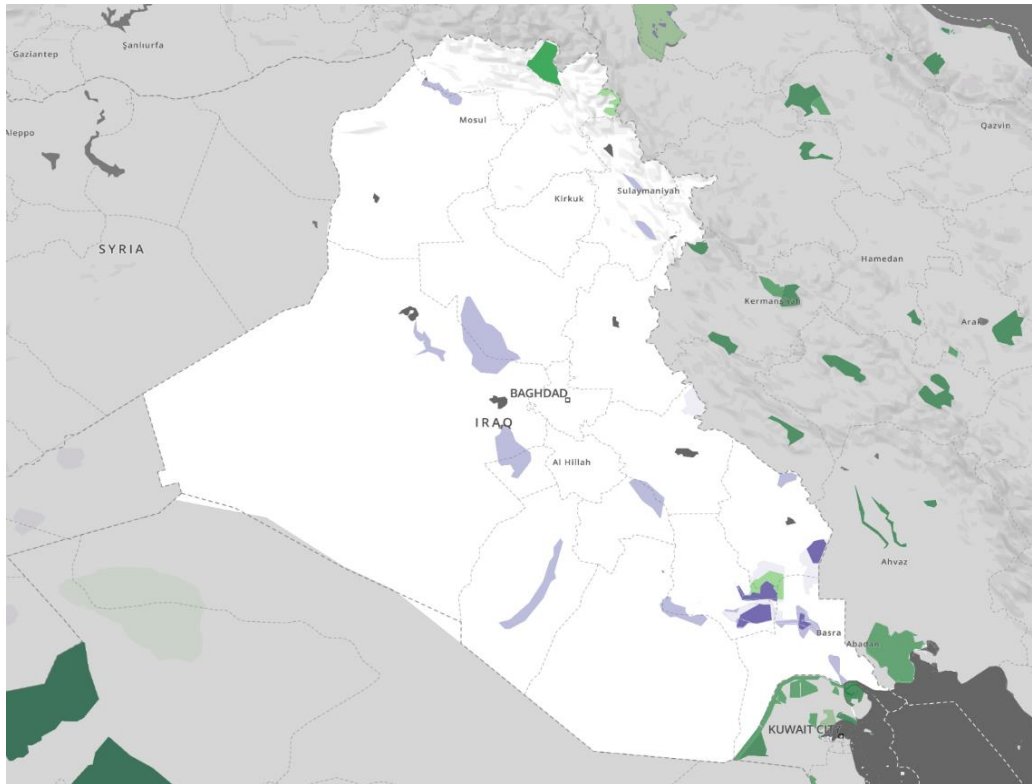 Gaziantep
Şanlıurfa
Aleppo
Mosul
Qazvin
Kirkuk
Sulaymaniyah
SYRIA
Hamedan
Kermanshah
Arak
BAGHDAD
IRAQ
Al Hillah
Ahvaz
Basra
Abadan
KUWAIT CITY